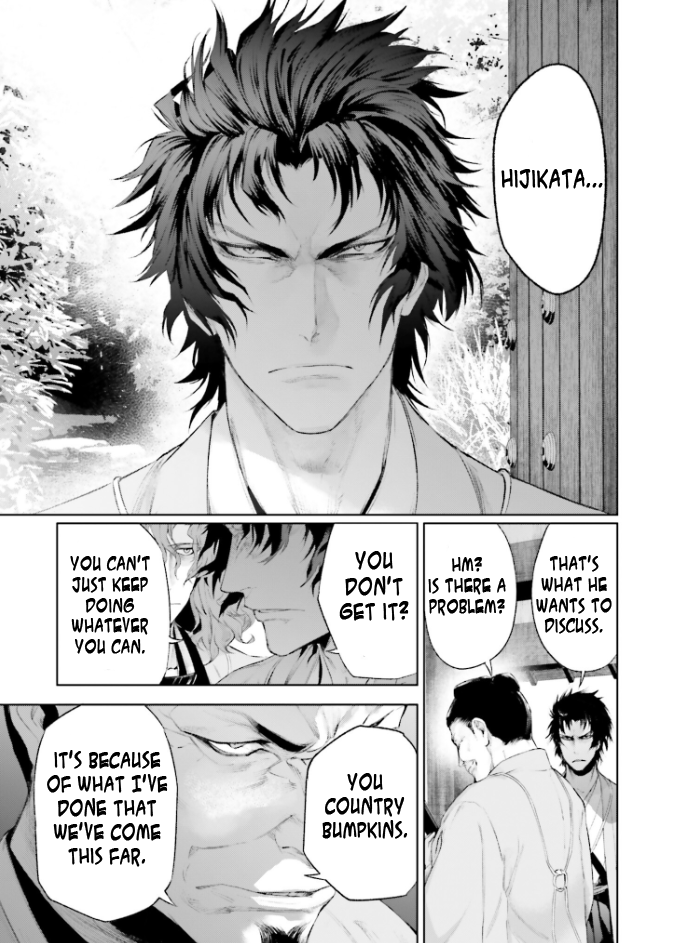 HIJIKATA...
THAT'S
WHAT HE
WANTS TO
DISCUSS.
HM?
IS THERE A
PROBLEM?
YOU
DON'T
GET IT?
YOU CAN'T
JUST KEEP
DOING
WHATEVER
YOU CAN.
YOU
COUNTRY
BUMPKINS.
IT'S BECAUSE
OF WHAT I'VE
DONE THAT
WE'VE COME
THIS FAR.